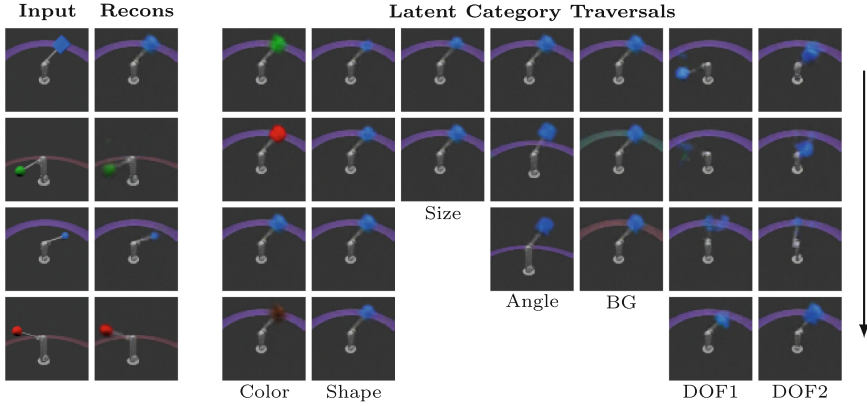 Input Recons Latent Category Traversals
Size
Angle BG
Color Shape DOF1 DOF2